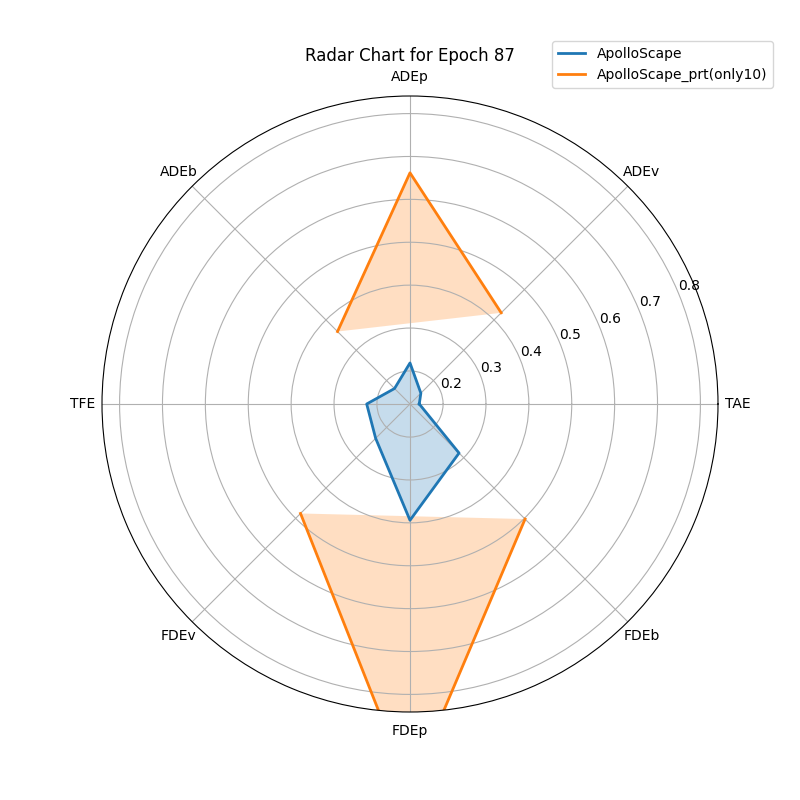 Radar Chart for Epoch 87
ApolloScape
ApolloScape_prt(only10)
ADEp
ADEb
ADEv
0.8
0.7
0.6
0.5
0.4
0.3
0.2
TFE
TAE
FDEv
FDEb
FDEp